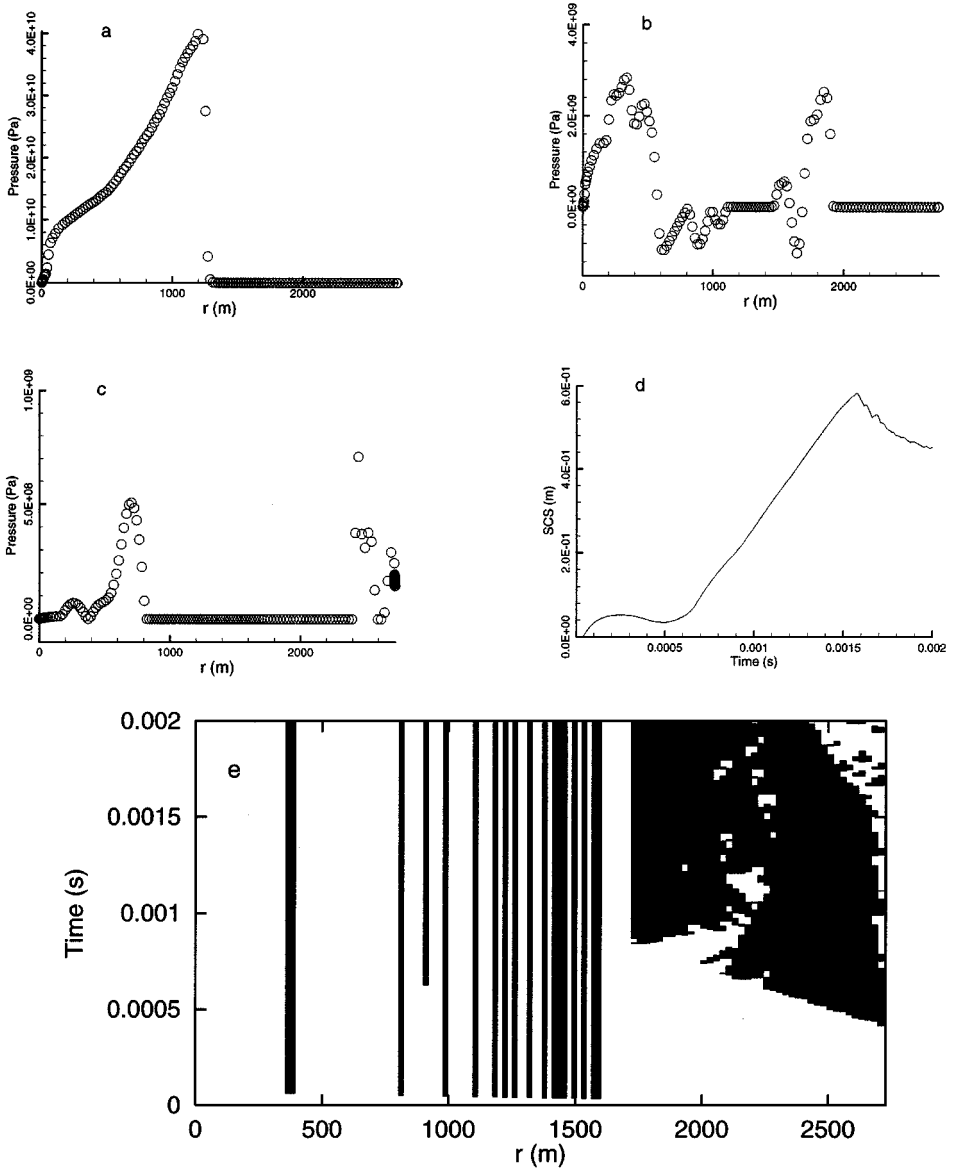 a
Pressure (Pa)
0.0E+00 1.0E+10 2.0E+10 3.0E+10 4.0E+10
0 1000 2000
r (m)
b
Pressure (Pa)
0.0E+00 2.0E+09 4.0E+09
0 1000 2000
r (m)
c
Pressure (Pa)
0.0E+00 5.0E+08 1.0E+09
0 1000 2000
r (m)
d
SCS (m)
0.0E+00 2.0E-01 4.0E-01 6.0E-01
0.0005 0.001 0.0015 0.002
Time (s)
e
Time (s)
0.002
0.0015
0.001
0.0005
0
0 500 1000 1500 2000 2500
r (m)